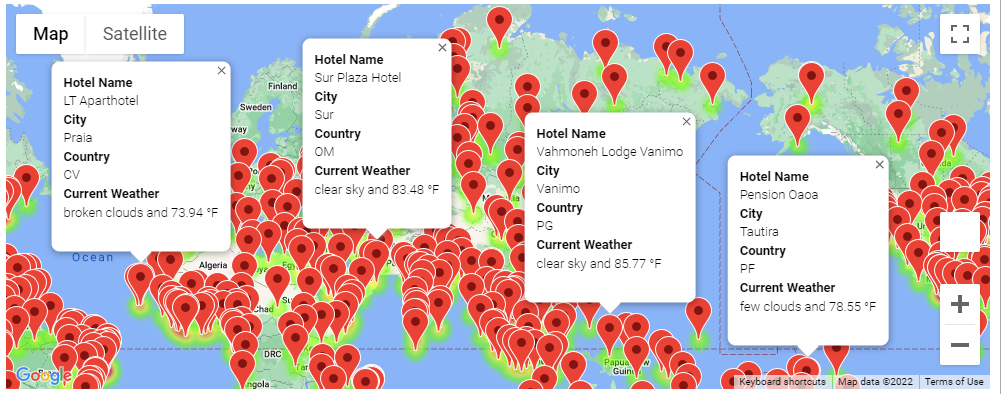 Map
Satellite
Hotel Name
LT Aparthotel
City
Praia
Country
CV
Current Weather
broken clouds and 73.94 °F
Hotel Name
Sur Plaza Hotel
City
Sur
Country
OM
Current Weather
clear sky and 83.48 °F
Hotel Name
Vahmoneh Lodge Vanimo
City
Vanimo
Country
PG
Current Weather
clear sky and 85.77 °F
Hotel Name
Pension Oaoa
City
Tautira
Country
PF
Current Weather
few clouds and 78.55 °F
Finland
Sweden
Ocean
Algeria
Chad
DRC
Google
Keyboard shortcuts
Map data ©2022
Terms of Use